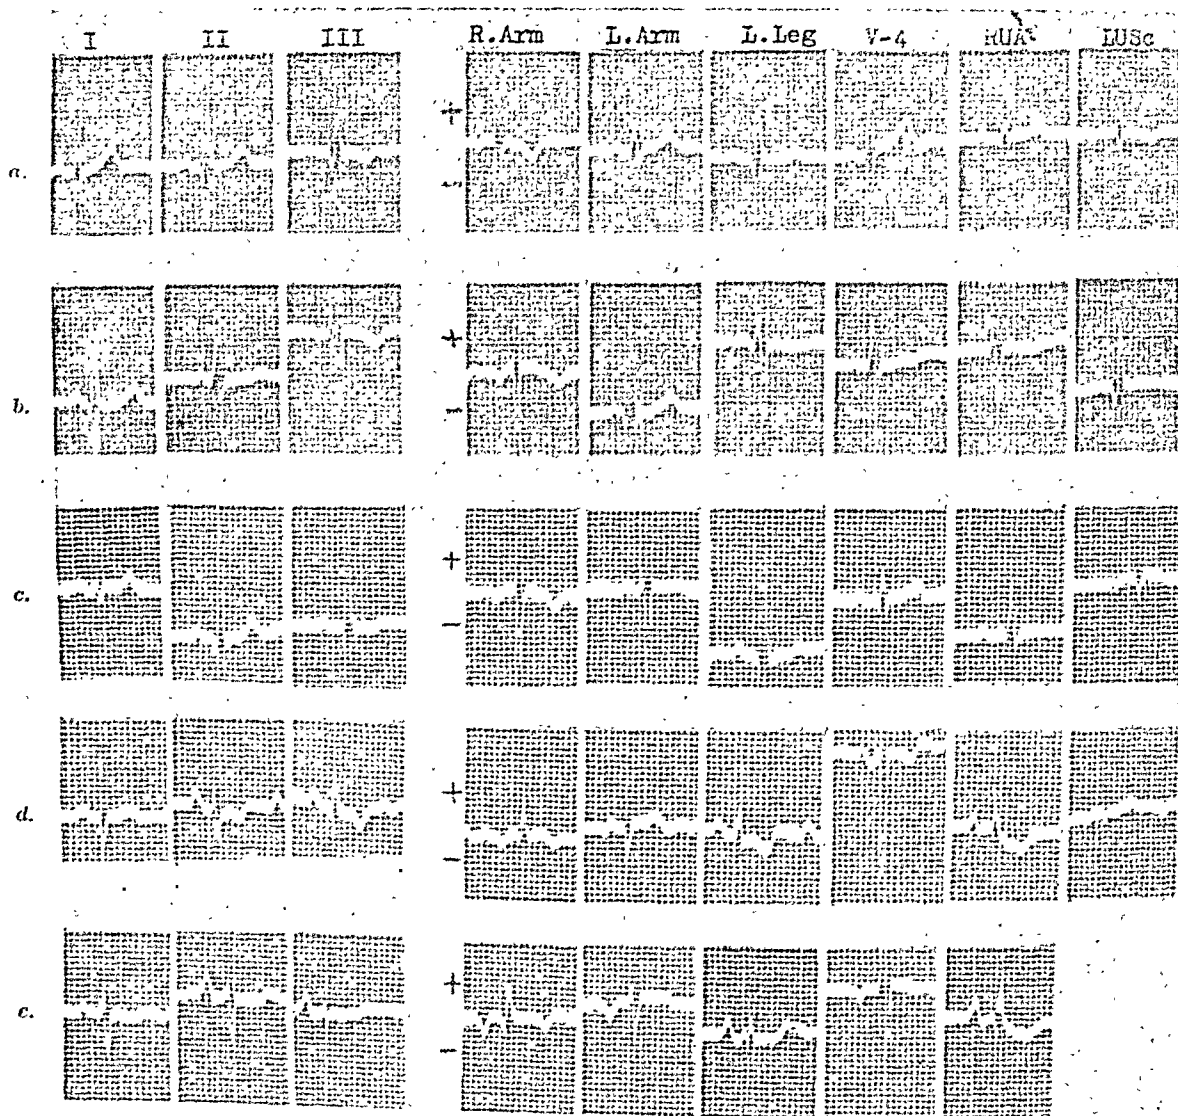 I II III R.Arm L.Arm L.Leg V-4 RUA LUSc
+
a.
-
+
b.
-
+
c.
-
+
d.
-
+
e.
-